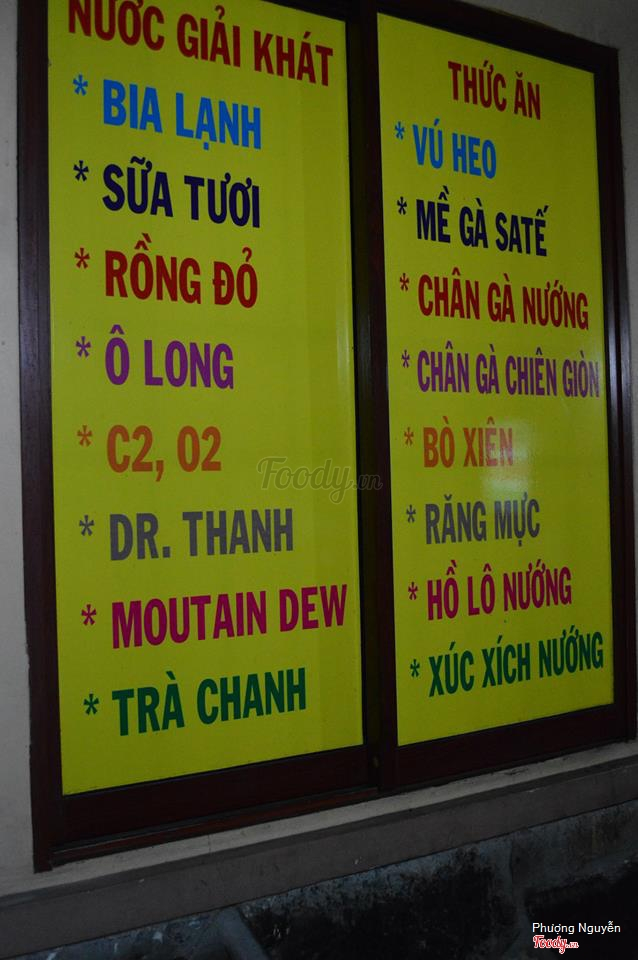 NƯỚC GIẢI KHÁT
* BIA LẠNH
* SỮA TƯƠI
* RỒNG ĐỎ
* Ô LONG
* C2, O2
* DR. THANH
* MOUTAIN DEW
* TRÀ CHANH
THỨC ĂN
* VÚ HEO
* MỀ GÀ SATẾ
* CHÂN GÀ NƯỚNG
* CHÂN GÀ CHIÊN GIÒN
* BÒ XIÊN
* RĂNG MỰC
* HỒ LÔ NƯỚNG
* XÚC XÍCH NƯỚNG
Foody.vn
Phượng Nguyễn
Foody.vn